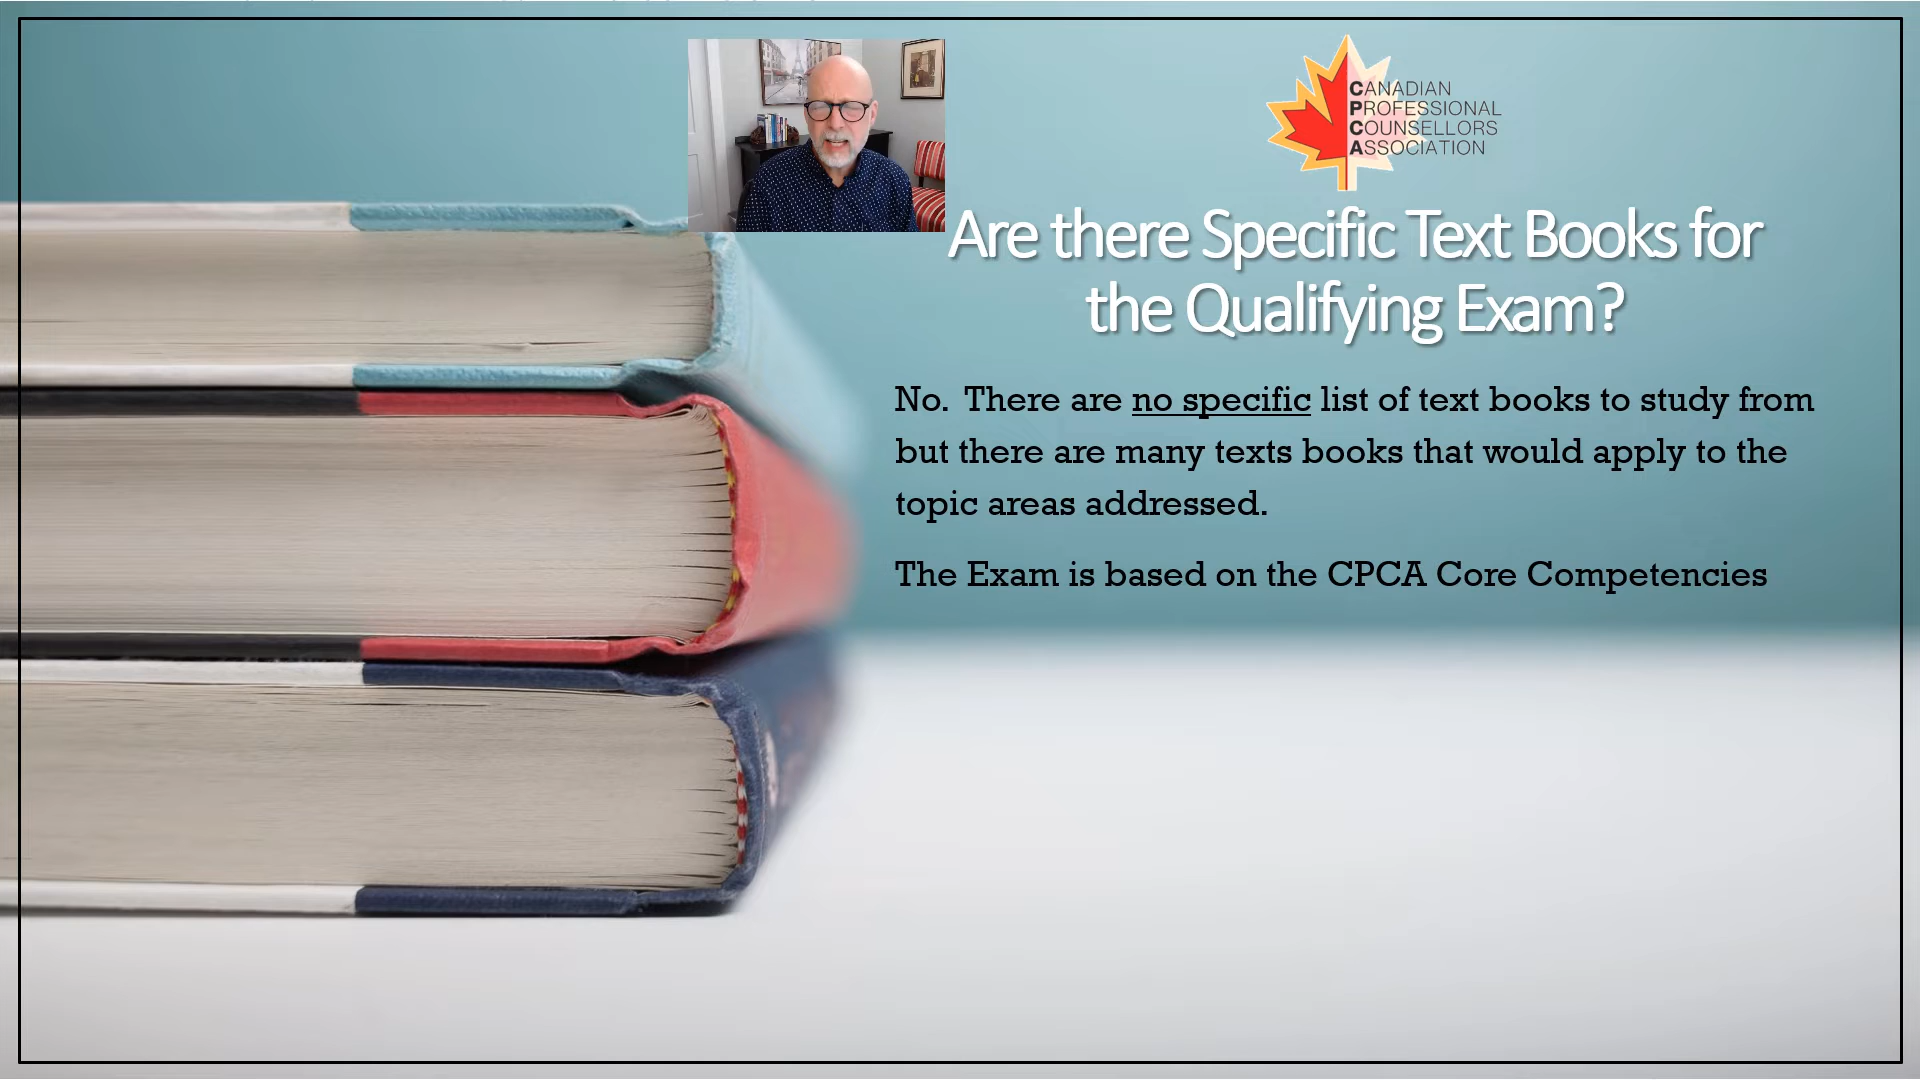 CANADIAN
PROFESSIONAL
COUNSELLORS
ASSOCIATION
Are there Specific Text Books for
the Qualifying Exam?
No. There are no specific list of text books to study from
but there are many texts books that would apply to the
topic areas addressed.
The Exam is based on the CPCA Core Competencies